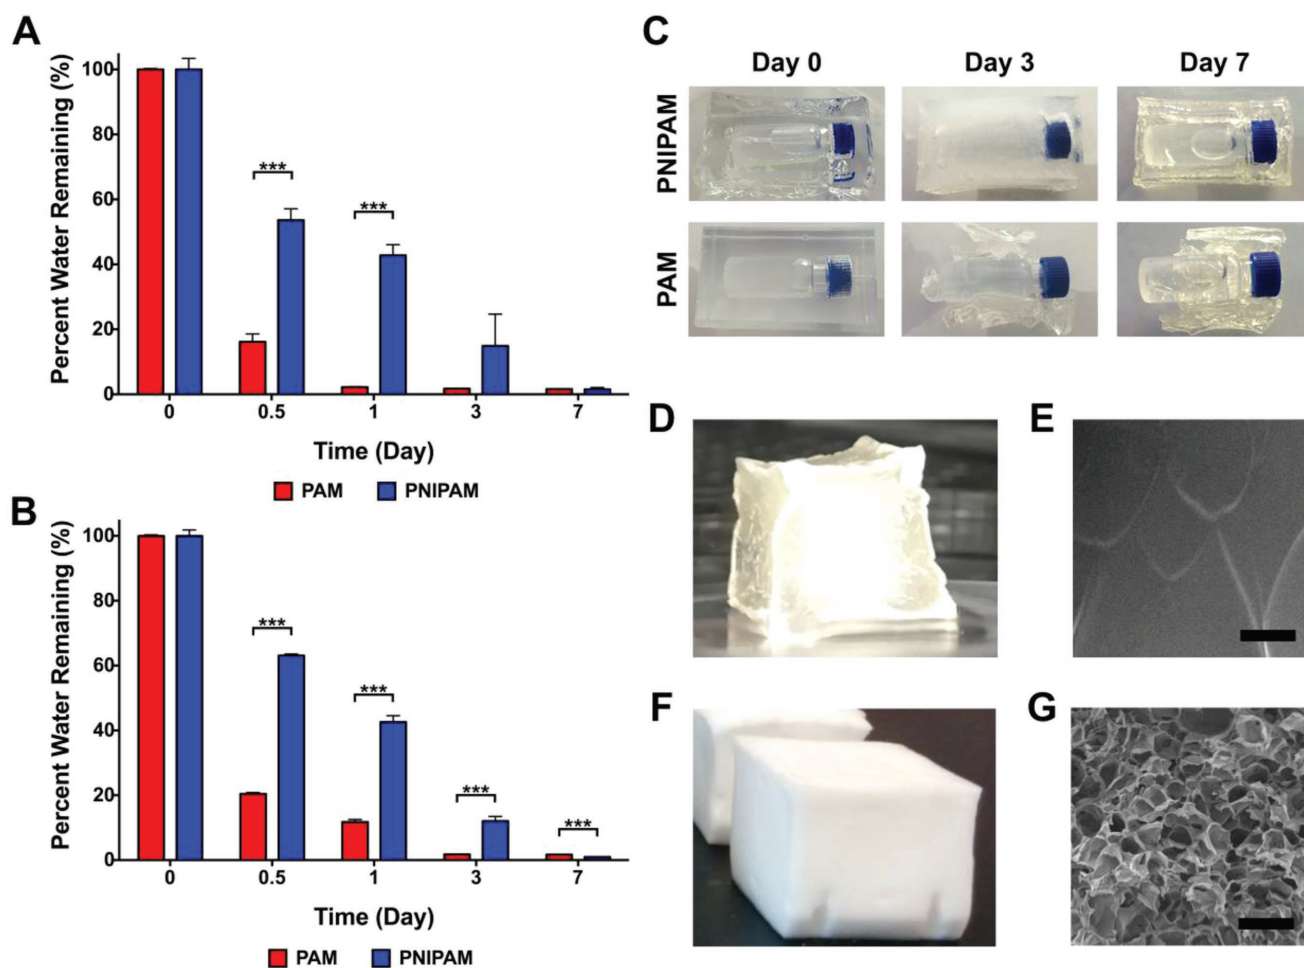 A
Percent Water Remaining (%)
100
80
60
40
20
0
***
***
0
0.5
1
3
7
Time (Day)
PAM
PNIPAM
B
Percent Water Remaining (%)
100
80
60
40
20
0
***
***
***
***
0
0.5
1
3
7
Time (Day)
PAM
PNIPAM
C
Day 0
Day 3
Day 7
PNIPAM
PAM
D
E
F
G